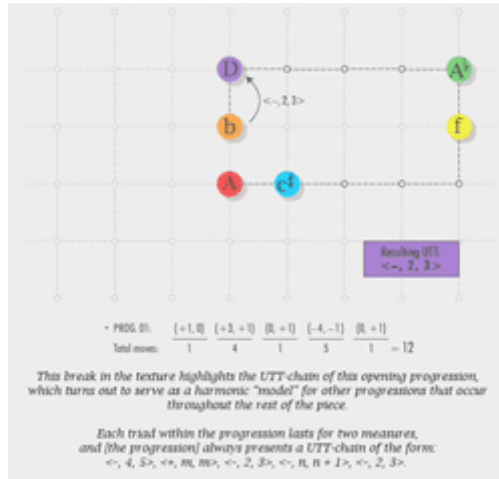 D
A♭
<-, 2, 3>
b
f
A
c♯
Resulting UTT:
<-, 2, 3>
• PROG. 01: (+1, 0) (+3, +1) (0, +1) (-4, -1) (0, +1)
Total moves: 1 4 1 5 1 = 12
This break in the texture highlights the UTT-chain of this opening progression,
which turns out to serve as a harmonic "model" for other progressions that occur
throughout the rest of the piece.
Each triad within the progression lasts for two measures,
and [the progression] always presents a UTT-chain of the form:
<-, 4, 5>, <+, m, m>, <-, 2, 3>, <-, n, n + 1>, <-, 2, 3>.